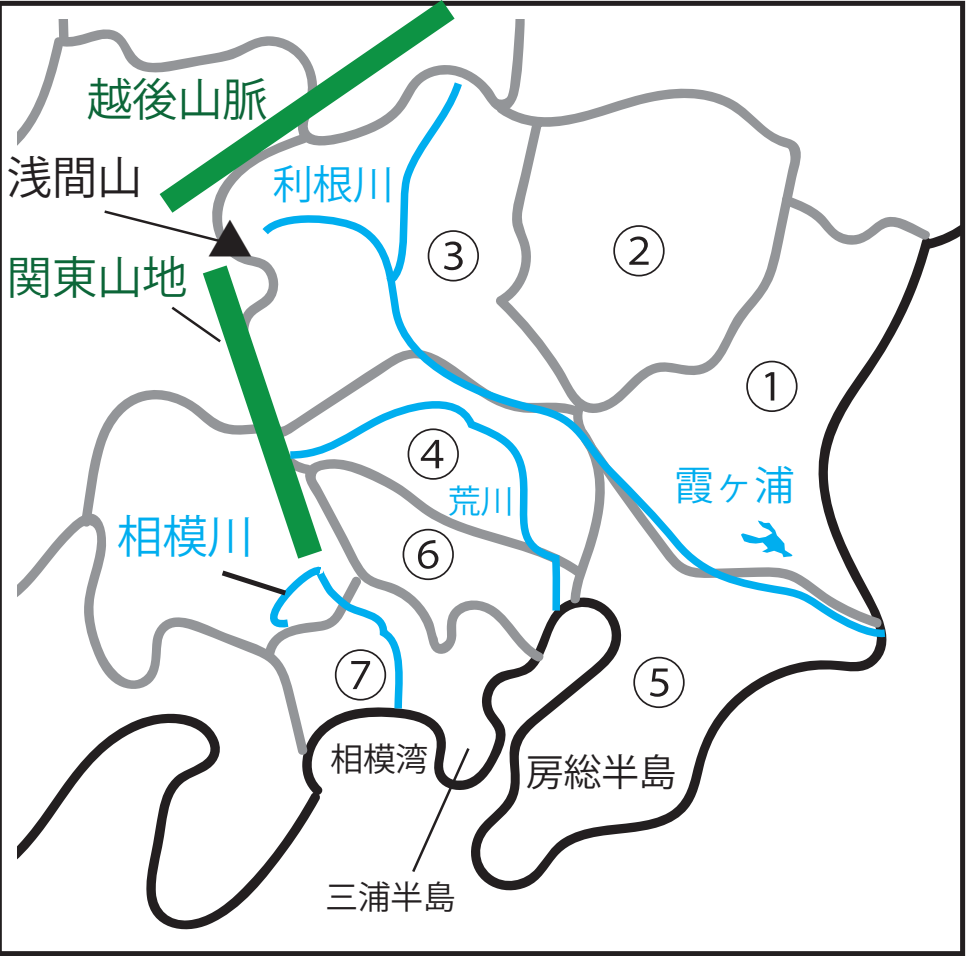 越後山脈
浅間山
利根川
③
②
関東山地
①
④
霞ヶ浦
荒川
相模川
⑥
⑦
⑤
相模湾
房総半島
三浦半島